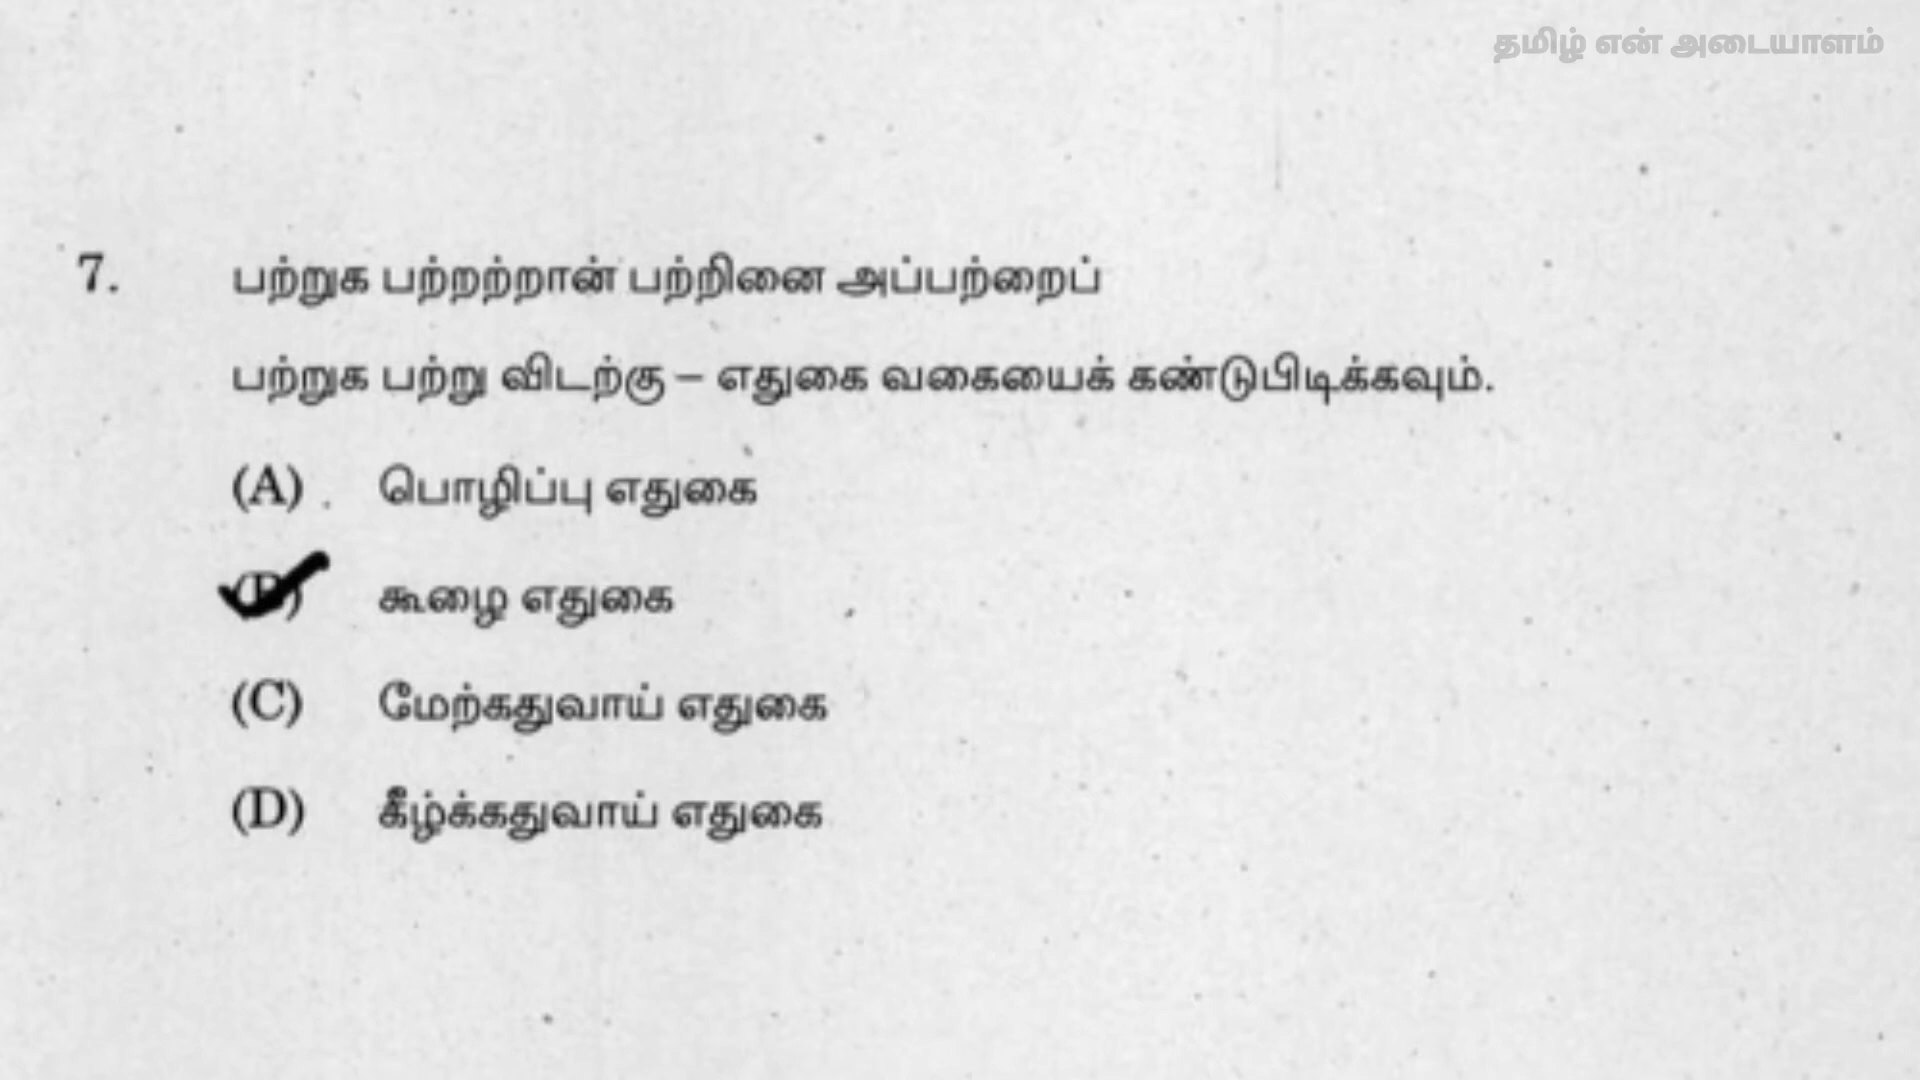 தமிழ் என் அடையாளம்
7. பற்றுக பற்றற்றான் பற்றினை அப்பற்றைப்
பற்றுக பற்று விடற்கு – எதுகை வகையைக் கண்டுபிடிக்கவும்.
(A) பொழிப்பு எதுகை
(B) கூழை எதுகை
(C) மேற்கதுவாய் எதுகை
(D) கீழ்க்கதுவாய் எதுகை